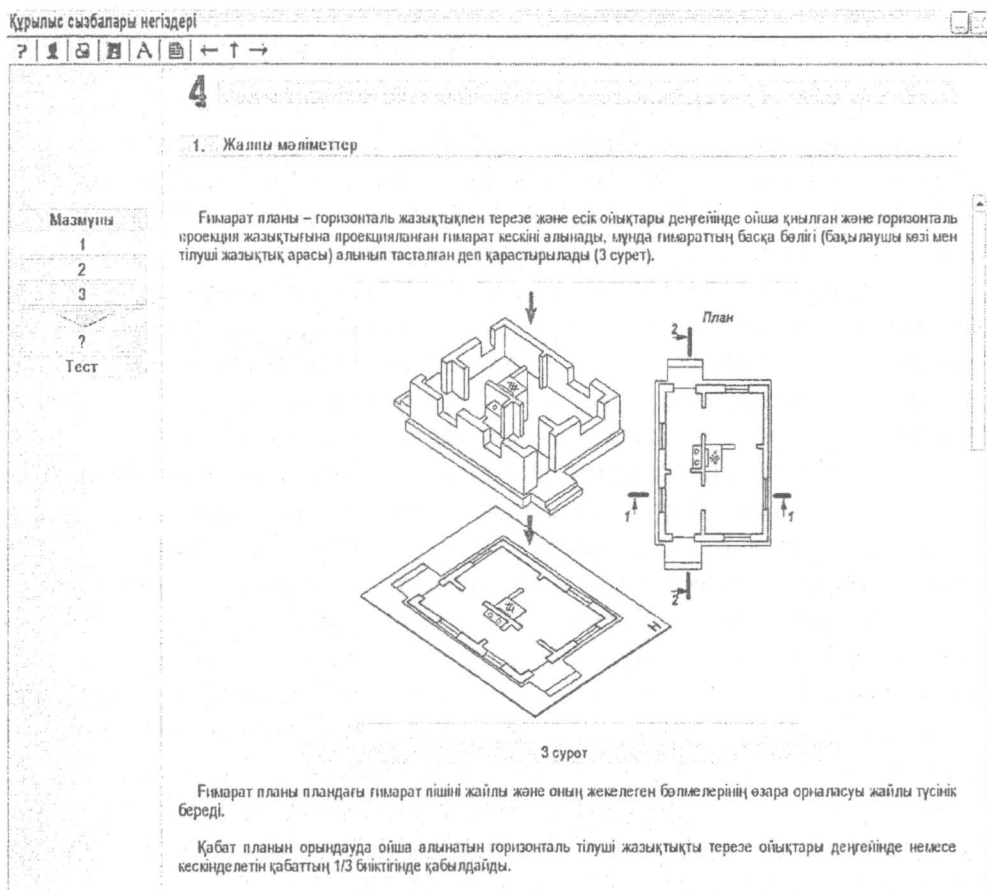 Құрылыс сызбалары негіздері
? A ← ↑ →
4
1. Жалпы мәліметтер
Мазмұны
1
2
3
?
Тест
Ғимарат планы – горизонталь жазықтықпен терезе және есік ойықтары деңгейінде ойша қиылған және горизонталь
проекция жазықтығына проекцияланған ғимарат кескіні алынады, мұнда ғимараттың басқа бөлігі (бақылаушы көзі мен
тілуші жазықтық арасы) алынып тасталған деп қарастырылады (3 сурет).
План
2
1 1
2
H
3 сурет
Ғимарат планы пландағы ғимарат пішіні жайлы және оның жекелеген бөлмелерінің өзара орналасуы жайлы түсінік
береді.
Қабат планын орындауда ойша алынатын горизонталь тілуші жазықтықты терезе ойықтары деңгейінде немесе
кескінделетін қабаттың 1/3 биіктігінде қабылдайды.